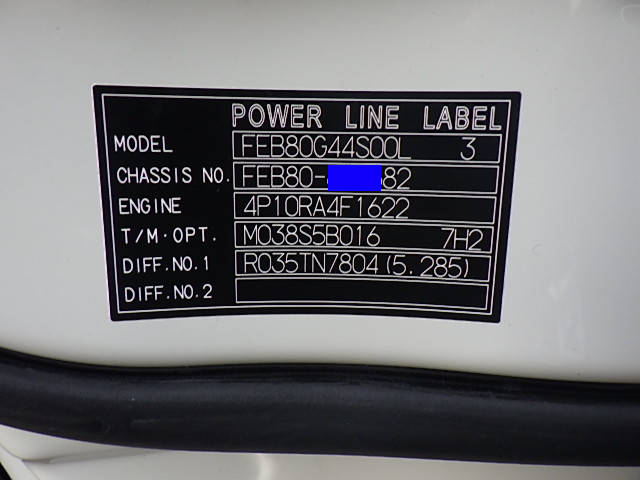 POWER LINE LABEL
MODEL FEB80G44S00L 3
CHASSIS NO. FEB80- 82
ENGINE 4P10RA4F1622
T/M·OPT. M038S5B016 7H2
DIFF.NO.1 R035TN7804(5.285)
DIFF.NO.2